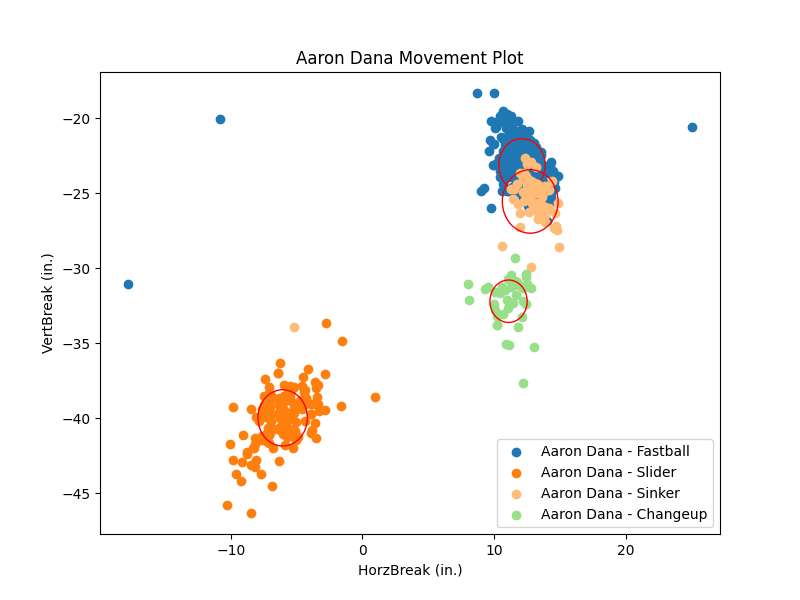 Aaron Dana Movement Plot
VertBreak (in.)
−20
−25
−30
−35
−40
−45
−10
0
10
20
HorzBreak (in.)
Aaron Dana - Fastball
Aaron Dana - Slider
Aaron Dana - Sinker
Aaron Dana - Changeup